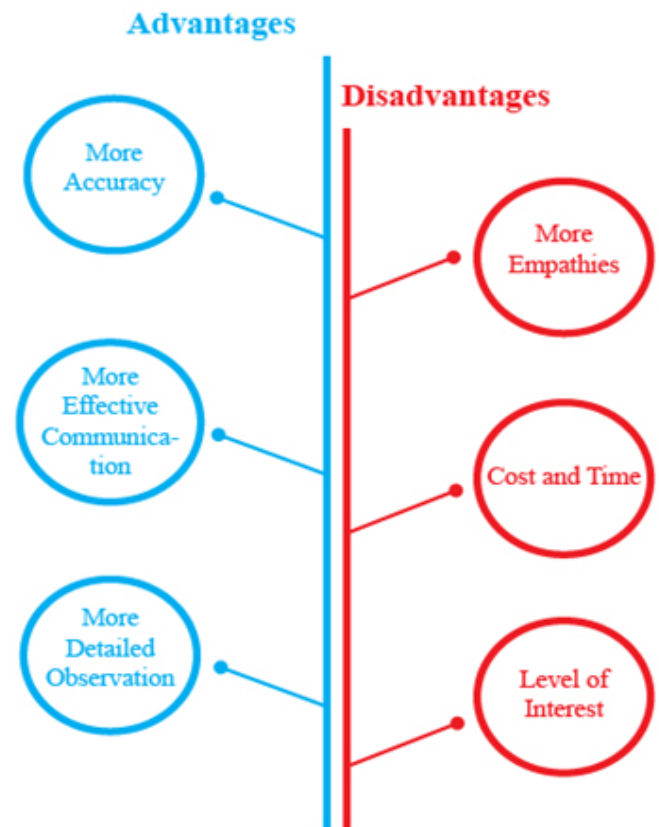 Advantages
More
Accuracy
More
Effective
Communica-
tion
More
Detailed
Observation
Disadvantages
More
Empathies
Cost and Time
Level of
Interest